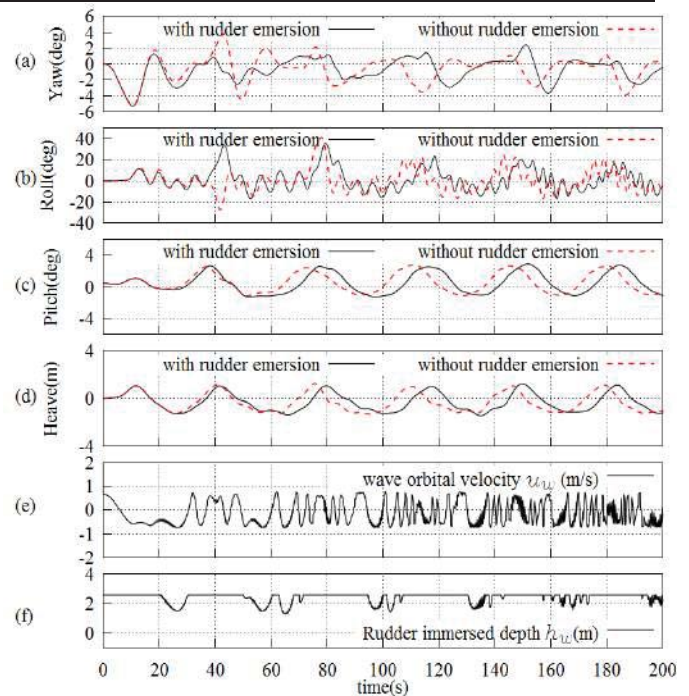 6
4
2
0
-2
-4
-6
(a)
Yaw(deg)
with rudder emersion
without rudder emersion
40
20
0
-20
-40
(b)
Roll(deg)
with rudder emersion
without rudder emersion
4
0
-4
(c)
Pitch(deg)
with rudder emersion
without rudder emersion
4
0
-4
(d)
Heave(m)
with rudder emersion
without rudder emersion
2
1
0
-1
-2
(e)
wave orbital velocity u_w (m/s)
4
2
0
(f)
Rudder immersed depth h_w(m)
0 20 40 60 80 100 120 140 160 180 200
time(s)